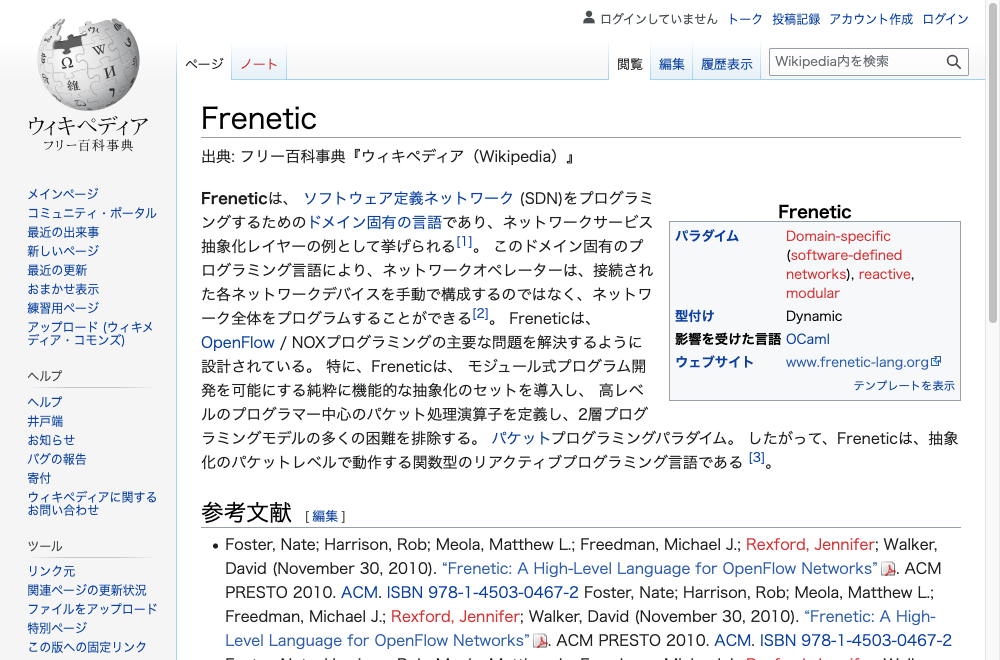 ログインしていません トーク 投稿記録 アカウント作成 ログイン
ページ ノート 閲覧 編集 履歴表示 Wikipedia内を検索
ウィキペディア
フリー百科事典
メインページ
コミュニティ・ポータル
最近の出来事
新しいページ
最近の更新
おまかせ表示
練習用ページ
アップロード (ウィキメ
ディア・コモンズ)
ヘルプ
ヘルプ
井戸端
お知らせ
バグの報告
寄付
ウィキペディアに関する
お問い合わせ
ツール
リンク元
関連ページの更新状況
ファイルをアップロード
特別ページ
この版への固定リンク
Frenetic
出典: フリー百科事典『ウィキペディア（Wikipedia）』
Freneticは、 ソフトウェア定義ネットワーク (SDN)をプログラミ
ングするためのドメイン固有の言語であり、ネットワークサービス
抽象化レイヤーの例として挙げられる[1]。 このドメイン固有のプ
ログラミング言語により、ネットワークオペレーターは、接続され
た各ネットワークデバイスを手動で構成するのではなく、ネットワ
ーク全体をプログラムすることができる[2]。 Freneticは、
OpenFlow / NOXプログラミングの主要な問題を解決するように
設計されている。 特に、Freneticは、 モジュール式プログラム開
発を可能にする純粋に機能的な抽象化のセットを導入し、 高レベ
ルのプログラマー中心のパケット処理演算子を定義し、2層プログ
ラミングモデルの多くの困難を排除する。 パケットプログラミングパラダイム。 したがって、Freneticは、抽象
化のパケットレベルで動作する関数型のリアクティブプログラミング言語である [3]。
Frenetic
パラダイム Domain-specific
(software-defined
networks), reactive,
modular
型付け Dynamic
影響を受けた言語 OCaml
ウェブサイト www.frenetic-lang.org
テンプレートを表示
参考文献 [編集]
Foster, Nate; Harrison, Rob; Meola, Matthew L.; Freedman, Michael J.; Rexford, Jennifer; Walker,
David (November 30, 2010). “Frenetic: A High-Level Language for OpenFlow Networks”. ACM
PRESTO 2010. ACM. ISBN 978-1-4503-0467-2 Foster, Nate; Harrison, Rob; Meola, Matthew L.;
Freedman, Michael J.; Rexford, Jennifer; Walker, David (November 30, 2010). “Frenetic: A High-
Level Language for OpenFlow Networks”. ACM PRESTO 2010. ACM. ISBN 978-1-4503-0467-2